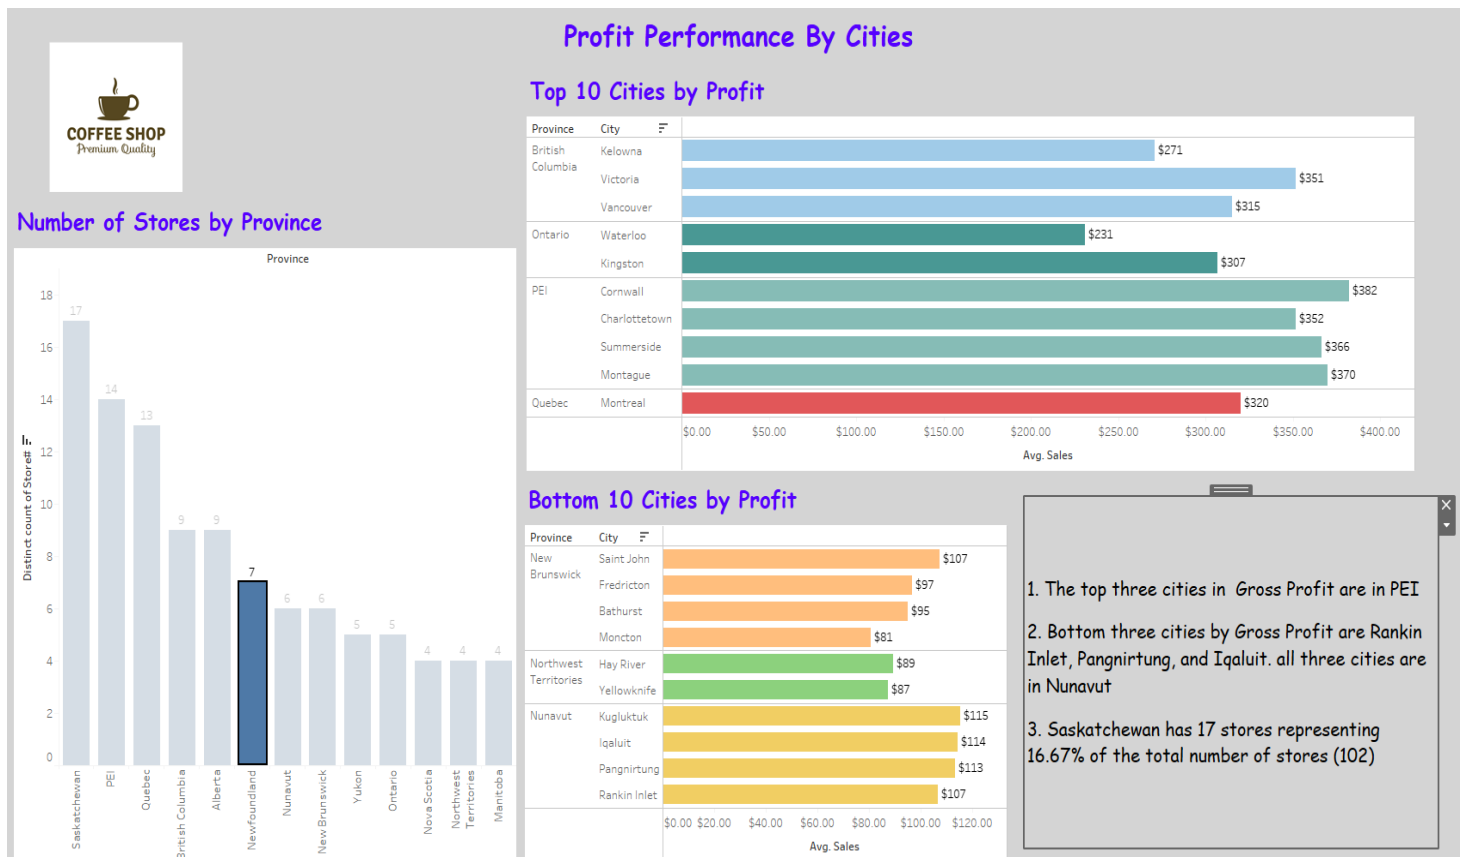 Profit Performance By Cities
COFFEE SHOP
Premium Quality
Number of Stores by Province
Province
Distinct count of Store#
18
16
14
12
10
8
6
4
2
0
17
14
13
9
9
7
6
6
5
5
4
4
4
Saskatchewan
PEI
Quebec
British Columbia
Alberta
Newfoundland
Nunavut
New Brunswick
Yukon
Ontario
Nova Scotia
Northwest
Territories
Manitoba
Top 10 Cities by Profit
Province City
British Columbia Kelowna $271
Victoria $351
Vancouver $315
Ontario Waterloo $231
Kingston $307
PEI Cornwall $382
Charlottetown $352
Summerside $366
Montague $370
Quebec Montreal $320
$0.00 $50.00 $100.00 $150.00 $200.00 $250.00 $300.00 $350.00 $400.00
Avg. Sales
Bottom 10 Cities by Profit
Province City
New Brunswick Saint John $107
Fredricton $97
Bathurst $95
Moncton $81
Northwest Territories Hay River $89
Yellowknife $87
Nunavut Kugluktuk $115
Iqaluit $114
Pangnirtung $113
Rankin Inlet $107
$0.00 $20.00 $40.00 $60.00 $80.00 $100.00 $120.00
Avg. Sales
1. The top three cities in Gross Profit are in PEI
2. Bottom three cities by Gross Profit are Rankin
Inlet, Pangnirtung, and Iqaluit. all three cities are
in Nunavut
3. Saskatchewan has 17 stores representing
16.67% of the total number of stores (102)